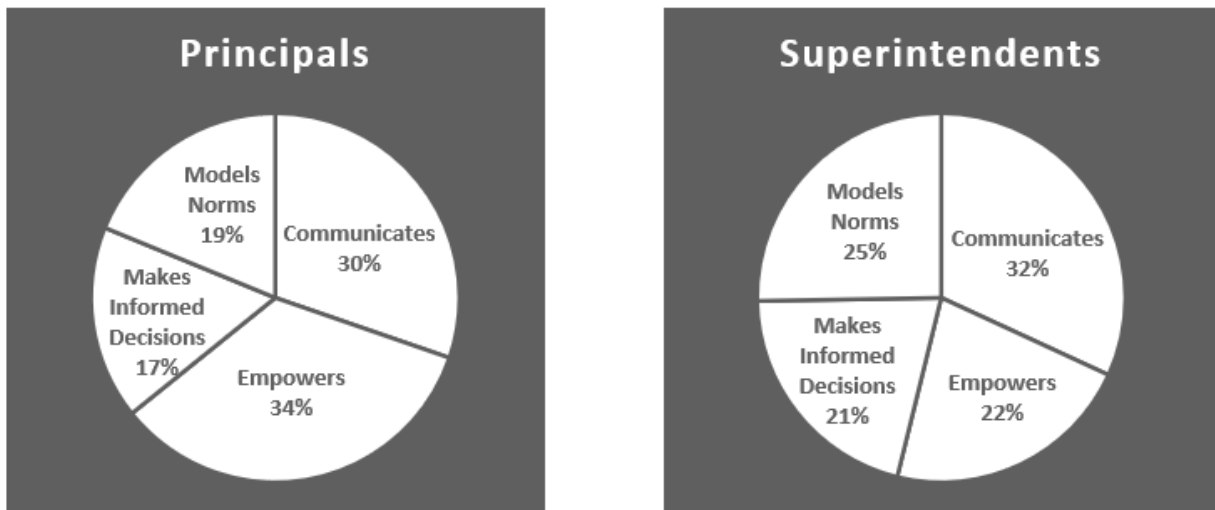 Principals
Models
Norms
19%
Communicates
30%
Makes
Informed
Decisions
17%
Empowers
34%
Superintendents
Models
Norms
25%
Communicates
32%
Makes
Informed
Decisions
21%
Empowers
22%